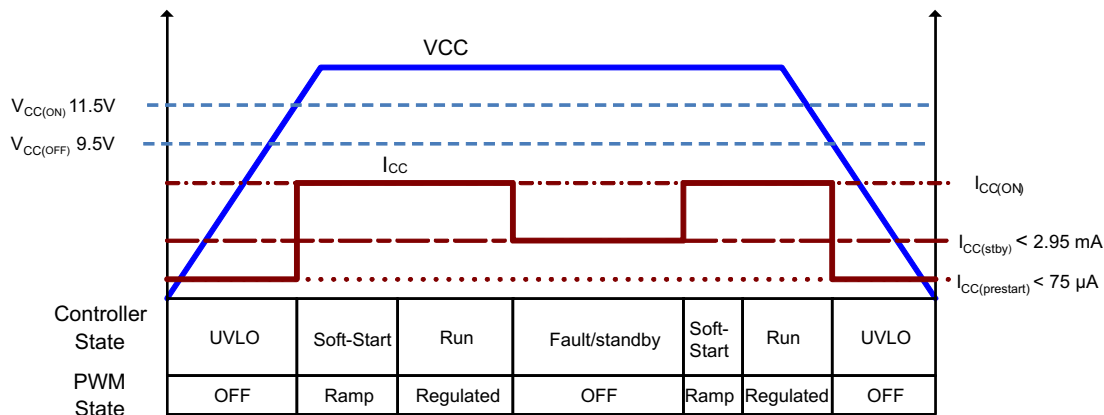 VCC
VCC(ON) 11.5V
VCC(OFF) 9.5V
ICC
ICC(ON)
ICC(stby) < 2.95 mA
ICC(prestart) < 75 µA
Controller
State
UVLO
Soft-Start
Run
Fault/standby
Soft-
Start
Run
UVLO
PWM
State
OFF
Ramp
Regulated
OFF
Ramp
Regulated
OFF